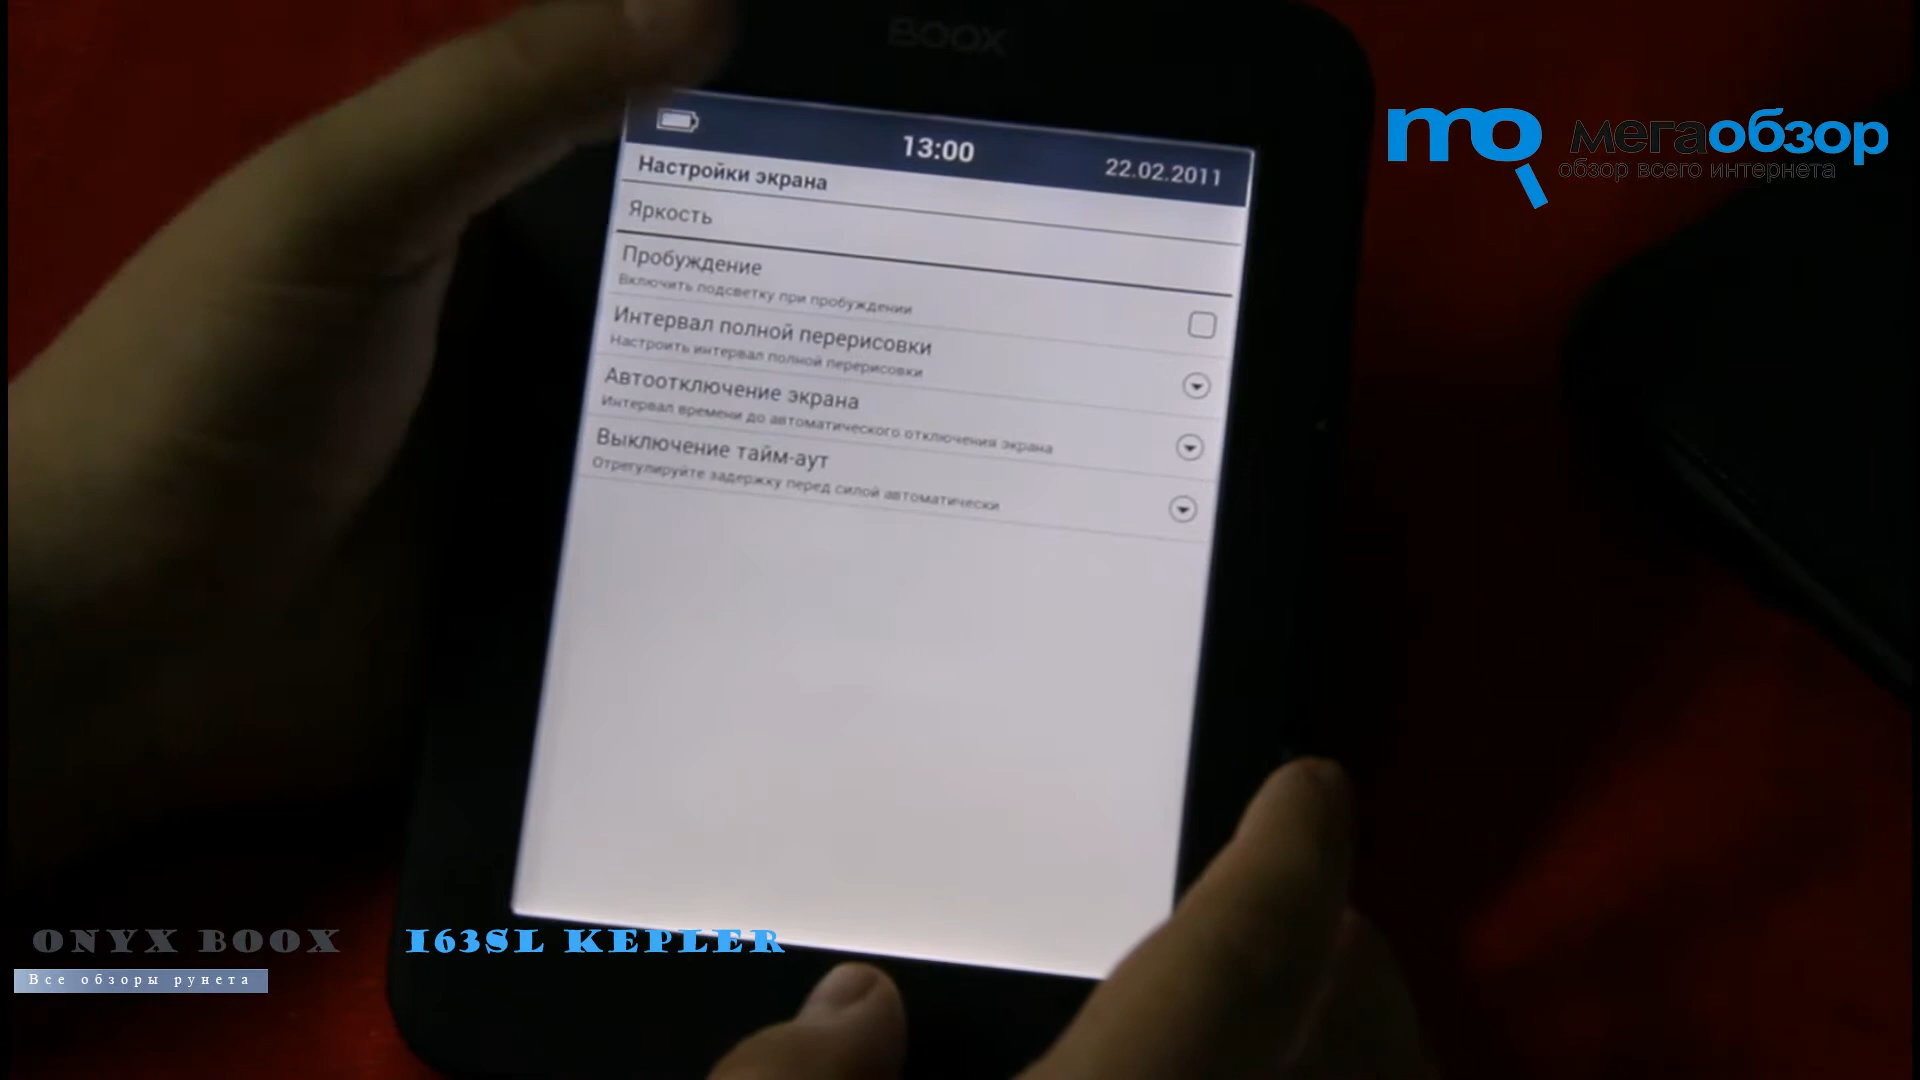 BOOX
13:00
22.02.2011
Настройки экрана
Яркость
Пробуждение
Включить подсветку при пробуждении
Интервал полной перерисовки
Настроить интервал полной перерисовки
Автоотключение экрана
Интервал времени до автоматического отключения экрана
Выключение тайм-аут
Отрегулируйте задержку перед силой автоматически
мегаобзор
обзор всего интернета
ONYX BOOX I63SL KEPLER
Все обзоры рунета